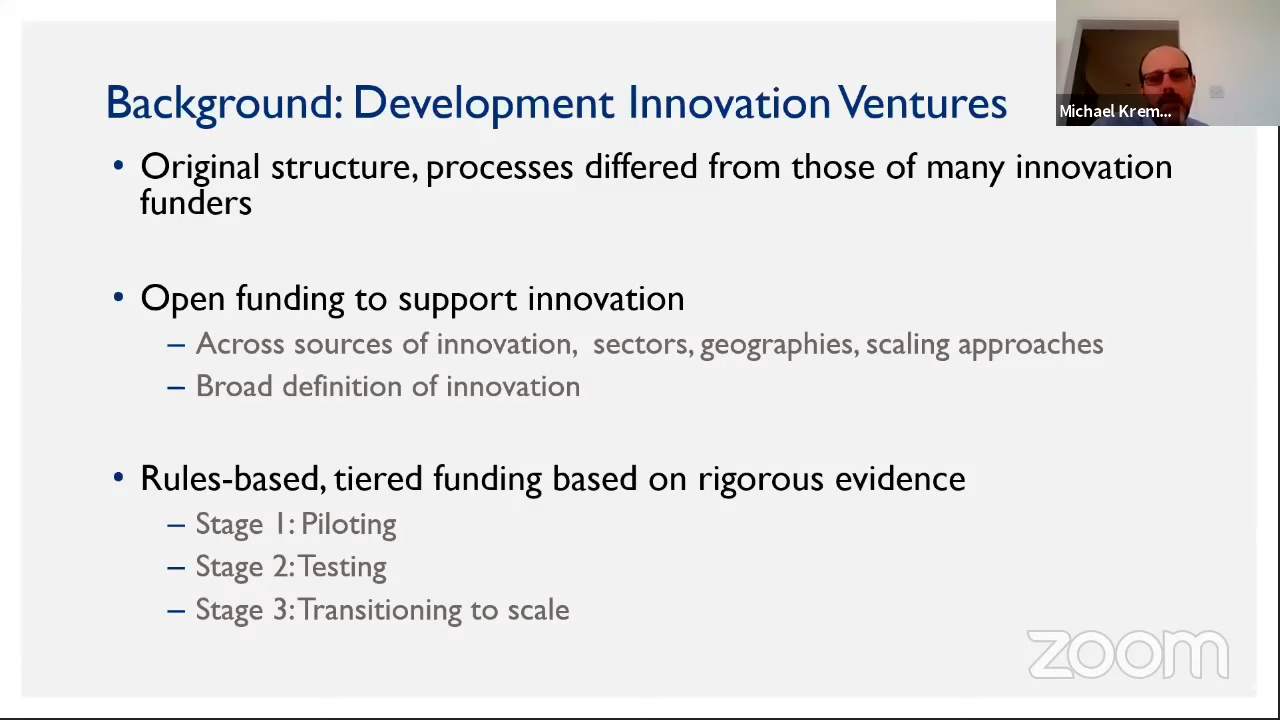 Background: Development Innovation Ventures
Michael Krem...
• Original structure, processes differed from those of many innovation
funders
• Open funding to support innovation
– Across sources of innovation, sectors, geographies, scaling approaches
– Broad definition of innovation
• Rules-based, tiered funding based on rigorous evidence
– Stage 1: Piloting
– Stage 2: Testing
– Stage 3: Transitioning to scale
zoom